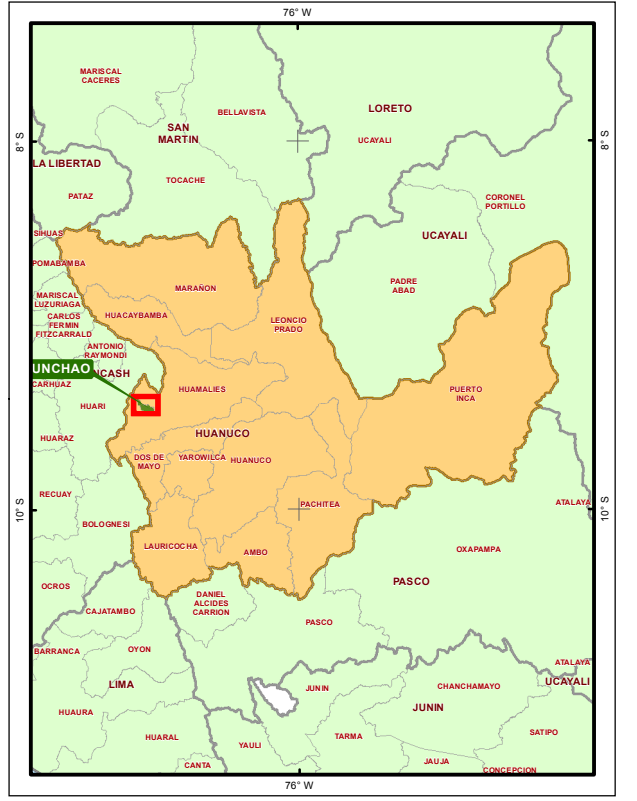 76° W
MARISCAL
CACERES
BELLAVISTA
LORETO
SAN
MARTIN
UCAYALI
8° S
8° S
LA LIBERTAD
TOCACHE
PATAZ
CORONEL
PORTILLO
SIHUAS
UCAYALI
POMABAMBA
PADRE
ABAD
MARAÑON
MARISCAL
LUZURIAGA
HUACAYBAMBA
CARLOS
FERMIN
FITZCARRALD
LEONCIO
PRADO
ANTONIO
RAYMONDI
UNCHAO
CASH
CARHUAZ
HUAMALIES
PUERTO
INCA
HUARI
HUANUCO
HUARAZ
DOS DE
MAYO
YAROWILCA
HUANUCO
RECUAY
PACHITEA
ATALAYA
10° S
10° S
BOLOGNESI
LAURICOCHA
AMBO
OXAPAMPA
PASCO
OCROS
DANIEL
ALCIDES
CARRION
CAJATAMBO
PASCO
BARRANCA
OYON
ATALAYA
UCAYALI
LIMA
JUNIN
CHANCHAMAYO
JUNIN
HUAURA
SATIPO
HUARAL
YAULI
TARMA
JAUJA
CANTA
CONCEPCION
76° W